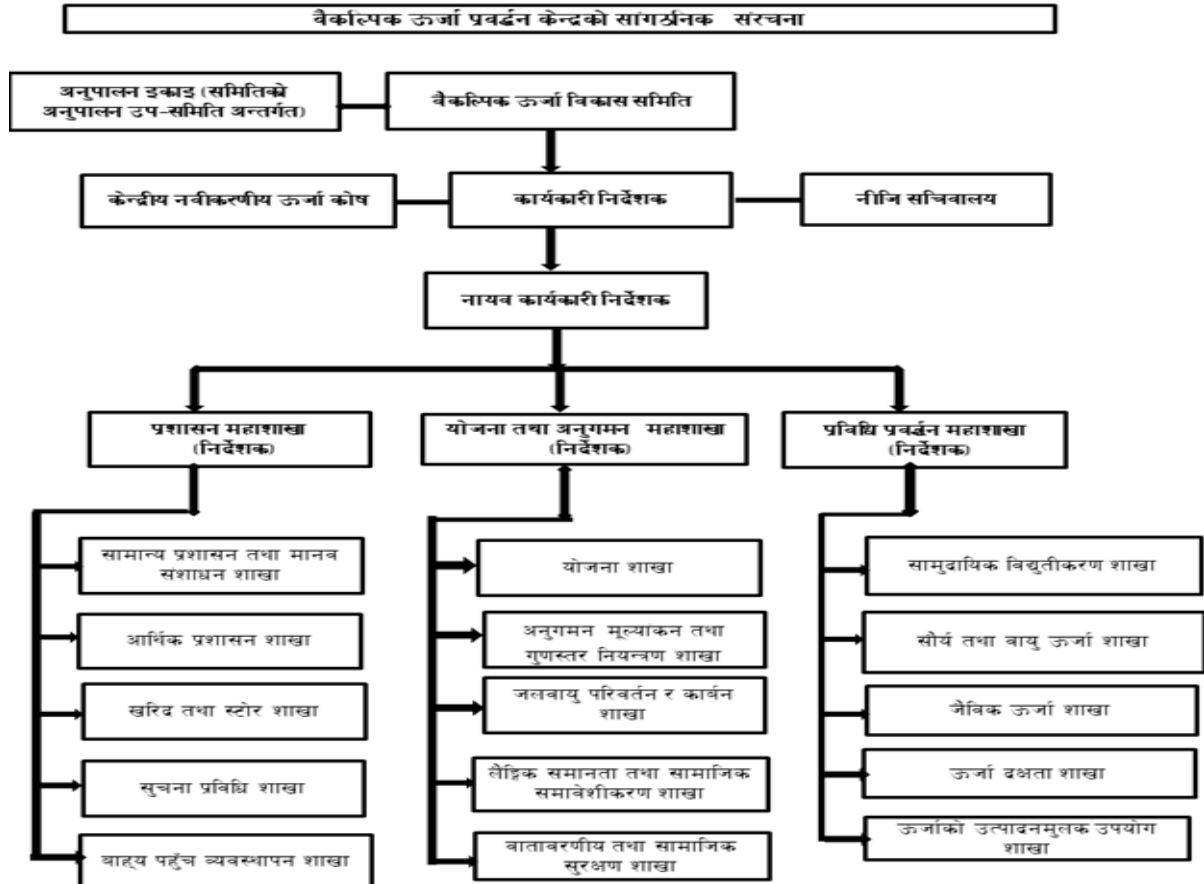 वैकल्पिक ऊर्जा प्रवर्द्धन केन्द्रको सांगठनिक संरचना
अनुपालन इकाइ (समितिको
अनुपालन उप-समिति अन्तर्गत)
वैकल्पिक ऊर्जा विकास समिति
केन्द्रीय नवीकरणीय ऊर्जा कोष
कार्यकारी निर्देशक
नीजि सचिवालय
नायव कार्यकारी निर्देशक
प्रशासन महाशाखा
(निर्देशक)
योजना तथा अनुगमन महाशाखा
(निर्देशक)
प्रविधि प्रवर्द्धन महाशाखा
(निर्देशक)
सामान्य प्रशासन तथा मानव
संशाधन शाखा
आर्थिक प्रशासन शाखा
खरिद तथा स्टोर शाखा
सुचना प्रविधि शाखा
वाह्य पहुँच व्यवस्थापन शाखा
योजना शाखा
अनुगमन मूल्यांकन तथा
गुणस्तर नियन्त्रण शाखा
जलवायु परिवर्तन र कार्बन
शाखा
लैङ्गिक समानता तथा सामाजिक
समावेशीकरण शाखा
वातावरणीय तथा सामाजिक
सुरक्षण शाखा
सामुदायिक विद्युतीकरण शाखा
सौर्य तथा वायु ऊर्जा शाखा
जैविक ऊर्जा शाखा
ऊर्जा दक्षता शाखा
ऊर्जाको उत्पादनमुलक उपयोग
शाखा